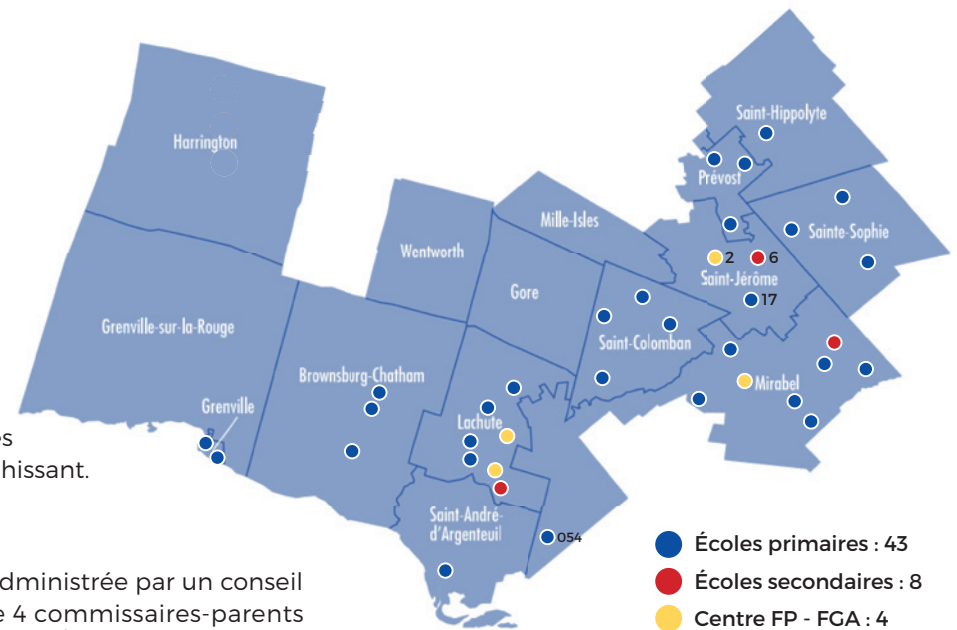 Saint-Hippolyte
Harrington
Prévost
Mille-Isles
Sainte-Sophie
Wentworth
2
6
Saint-Jérôme
Gore
17
Grenville-sur-la-Rouge
Saint-Colomban
Brownsburg-Chatham
Mirabel
Grenville
Lachute
es
hissant.
Saint-André-
d'Argenteuil
054
Écoles primaires : 43
dministrée par un conseil
Écoles secondaires : 8
e 4 commissaires-parents
Centre FP - FGA : 4